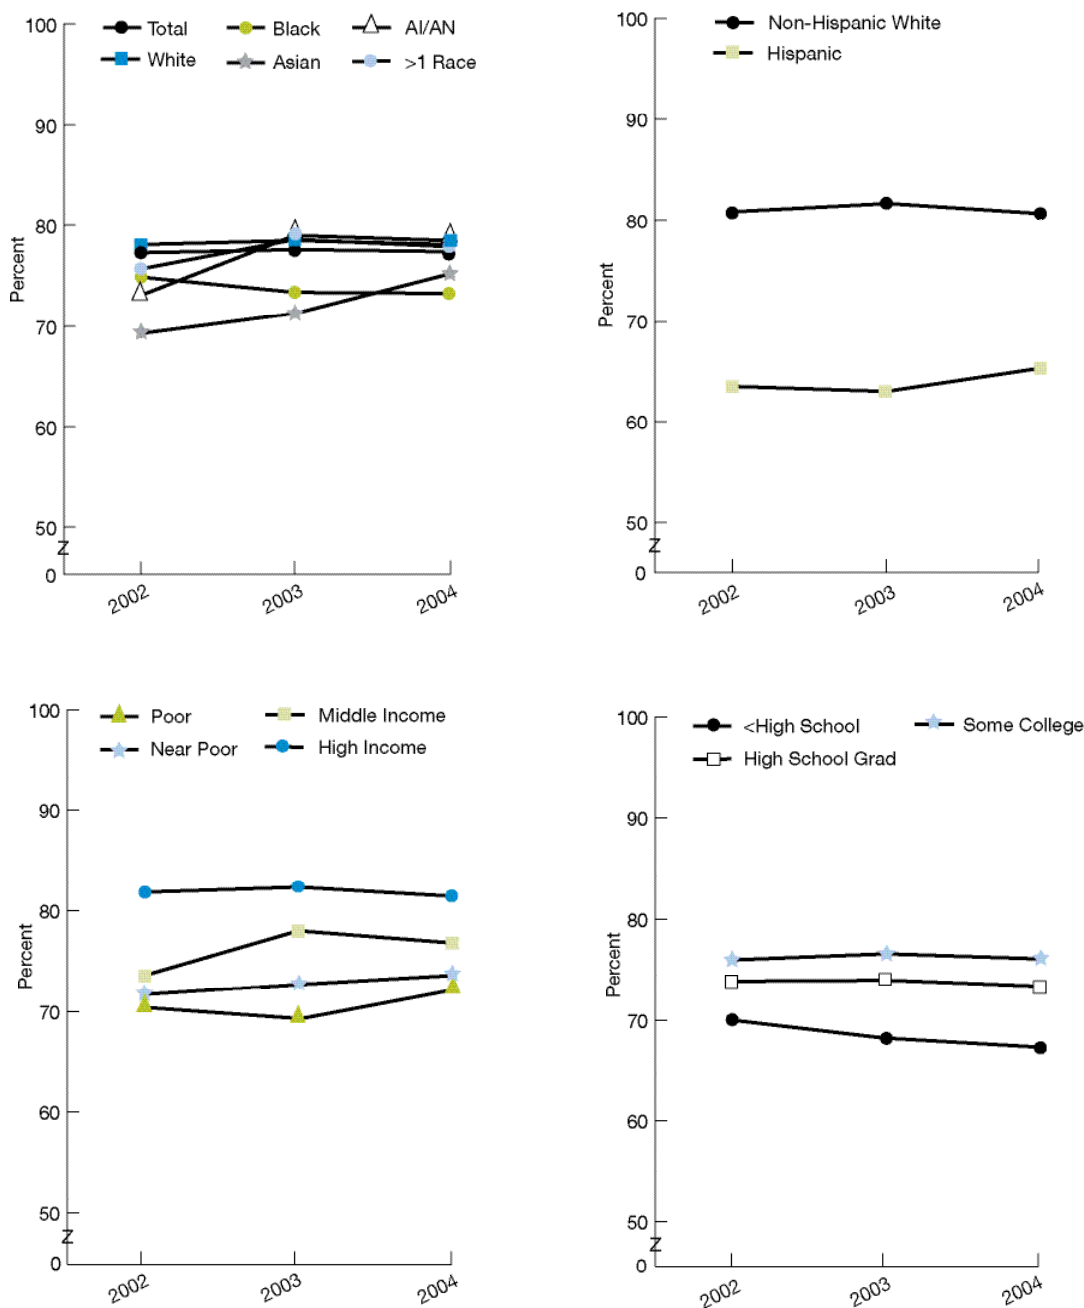 100
Total
Black
AI/AN
White
Asian
>1 Race
90
80
70
60
50
Z
0
Percent
2002
2003
2004
100
Non-Hispanic White
Hispanic
90
80
70
60
50
Z
0
Percent
2002
2003
2004
100
Poor
Middle Income
Near Poor
High Income
90
80
70
60
50
Z
0
Percent
2002
2003
2004
100
<High School
Some College
High School Grad
90
80
70
60
50
Z
0
Percent
2002
2003
2004